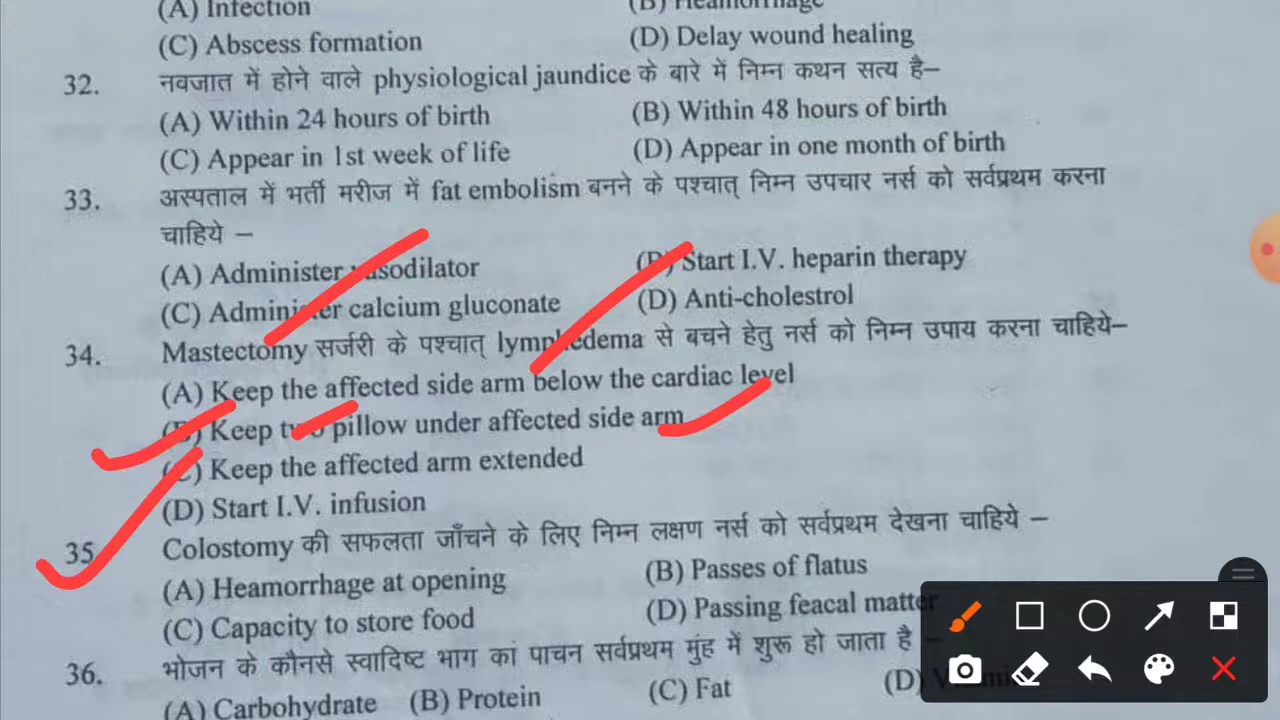 (A) Infection (B) Heamorrhage
(C) Abscess formation (D) Delay wound healing
32. नवजात में होने वाले physiological jaundice के बारे में निम्न कथन सत्य है–
(A) Within 24 hours of birth (B) Within 48 hours of birth
(C) Appear in 1st week of life (D) Appear in one month of birth
33. अस्पताल में भर्ती मरीज में fat embolism बनने के पश्चात् निम्न उपचार नर्स को सर्वप्रथम करना
चाहिये –
(A) Administer vasodilator (B) Start I.V. heparin therapy
(C) Administer calcium gluconate (D) Anti-cholestrol
34. Mastectomy सर्जरी के पश्चात् lymphedema से बचने हेतु नर्स को निम्न उपाय करना चाहिये–
(A) Keep the affected side arm below the cardiac level
(B) Keep two pillow under affected side arm
(C) Keep the affected arm extended
(D) Start I.V. infusion
35 Colostomy की सफलता जाँचने के लिए निम्न लक्षण नर्स को सर्वप्रथम देखना चाहिये –
(A) Heamorrhage at opening (B) Passes of flatus
(C) Capacity to store food (D) Passing feacal matter
36. भोजन के कौनसे स्वादिष्ट भाग कां पाचन सर्वप्रथम मुंह में शुरू हो जाता है –
(A) Carbohydrate (B) Protein (C) Fat (D)